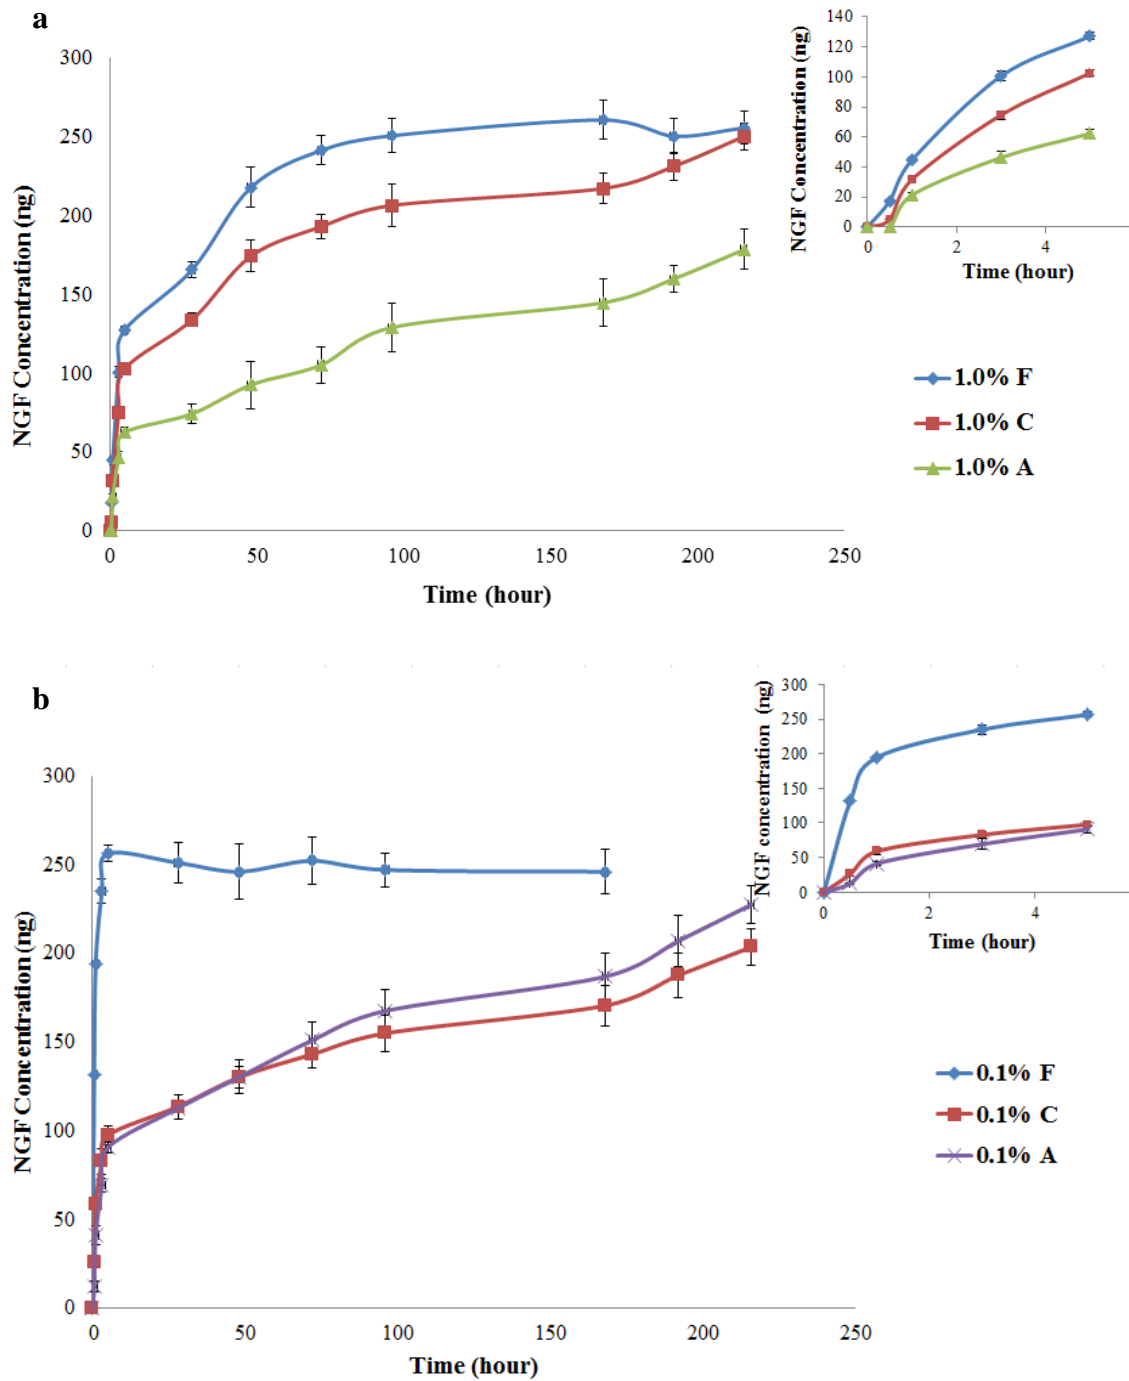 a
NGF Concentration (ng)
300
250
200
150
100
50
0
0 50 100 150 200 250
Time (hour)
NGF Concentration (ng)
140
120
100
80
60
40
20
0
0 2 4
Time (hour)
1.0% F
1.0% C
1.0% A
b
NGF Concentration (ng)
300
250
200
150
100
50
0
0 50 100 150 200 250
Time (hour)
NGF concentration (ng)
300
250
200
150
100
50
0
0 2 4
Time (hour)
0.1% F
0.1% C
0.1% A